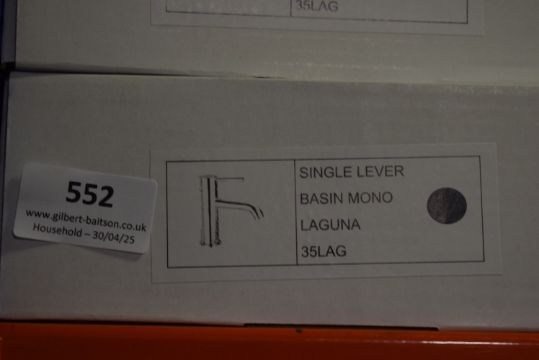 35LAG
552
www.gilbert-baitson.co.uk
Household – 30/04/25
SINGLE LEVER
BASIN MONO
LAGUNA
35LAG